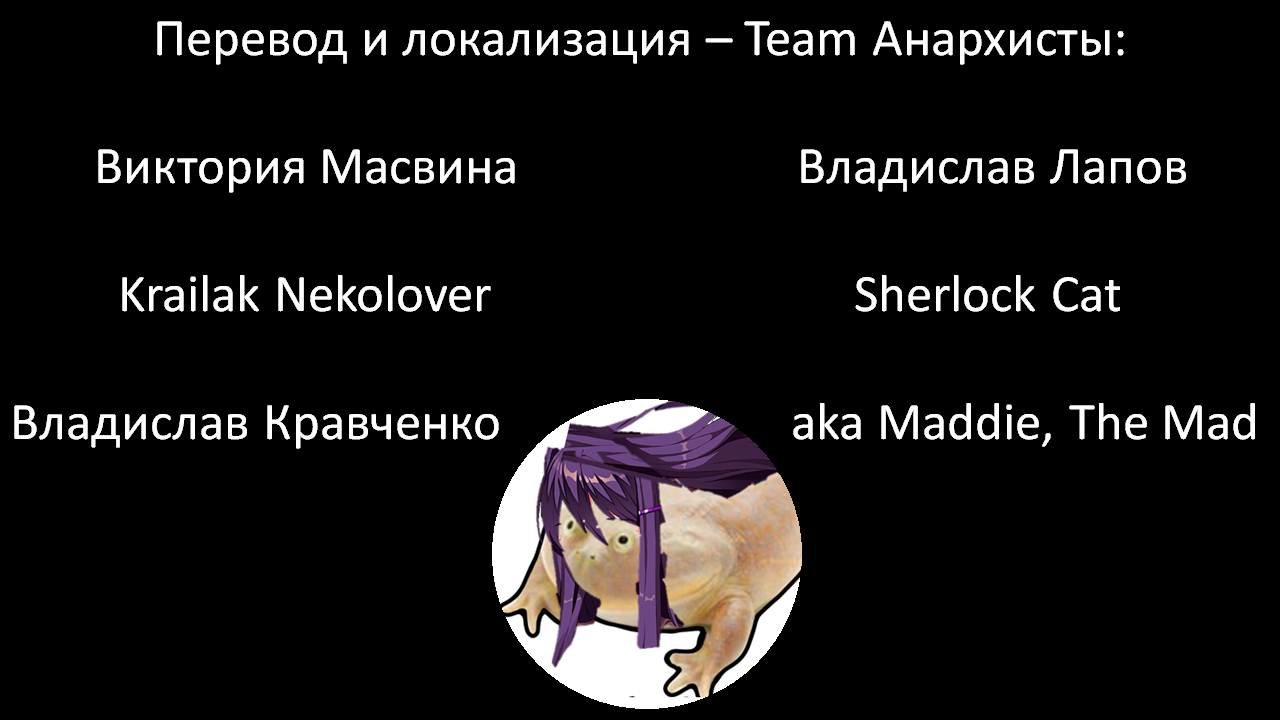 Перевод и локализация – Team Анархисты:
Виктория Масвина
Владислав Лапов
Krailak Nekolover
Sherlock Cat
Владислав Кравченко
aka Maddie, The Mad